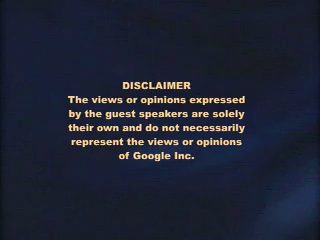 DISCLAIMER
The views or opinions expressed
by the guest speakers are solely
their own and do not necessarily
represent the views or opinions
of Google Inc.